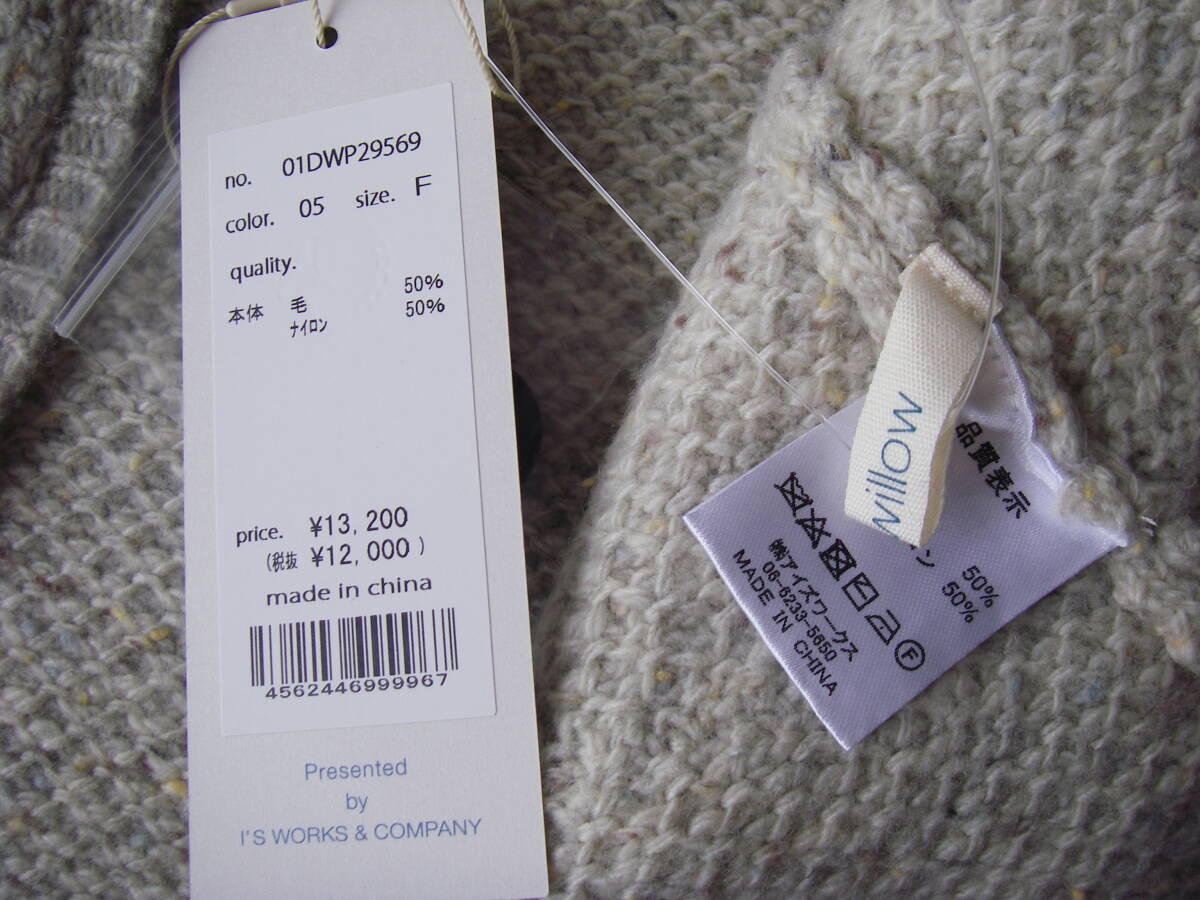 no. 01DWP29569
color. 05 size. F
quality.
本体 毛 50%
ナイロン 50%
price. ¥13,200
(税抜 ¥12,000)
made in china
4562446999967
Presented
by
I'S WORKS & COMPANY
willow
品質表示
50%
ン 50%
F
㈱アイズワークス
06-6233-5650
MADE IN CHINA